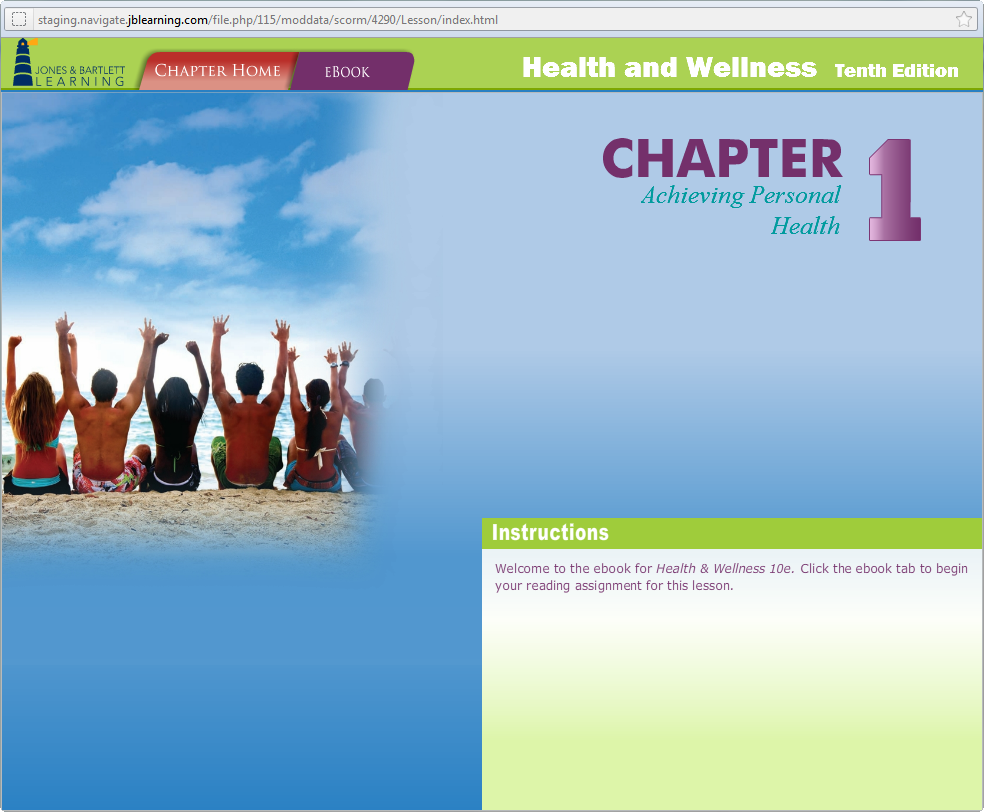 staging.navigate.jblearning.com/file.php/115/moddata/scorm/4290/Lesson/index.html
JONES & BARTLETT
LEARNING
CHAPTER HOME
eBOOK
Health and Wellness Tenth Edition
CHAPTER 1
Achieving Personal
Health
Instructions
Welcome to the ebook for Health & Wellness 10e. Click the ebook tab to begin
your reading assignment for this lesson.